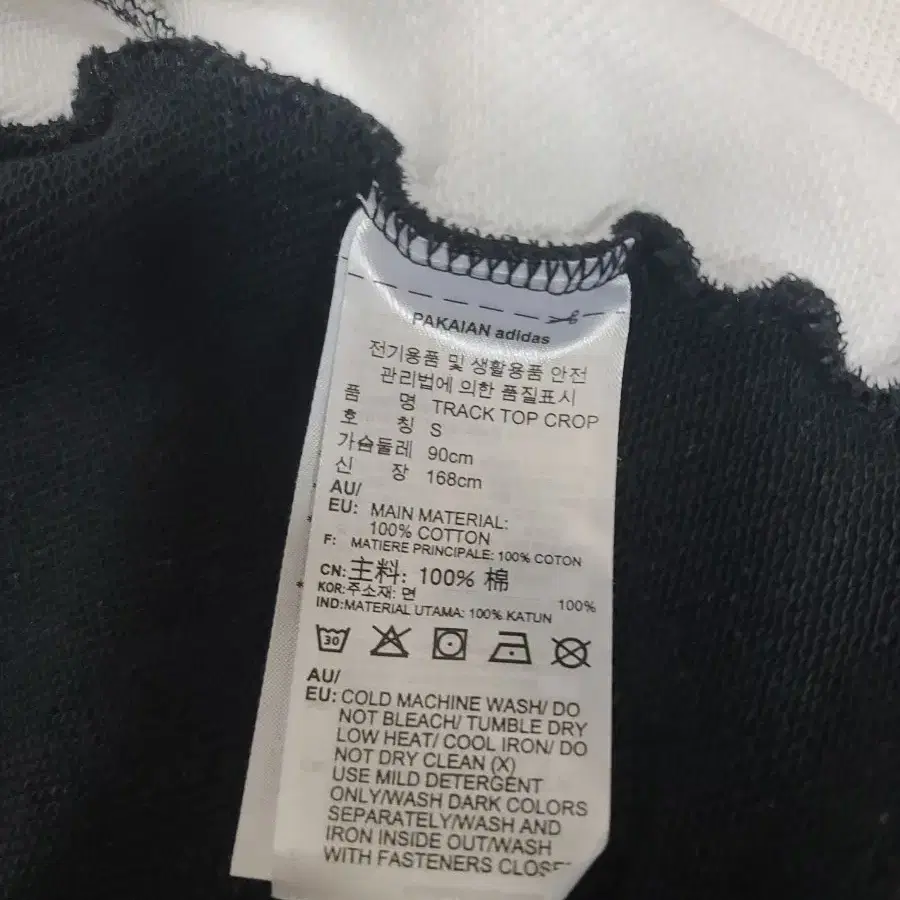 PAKAIAN adidas
전기용품 및 생활용품 안전
관리법에 의한 품질표시
품 명 TRACK TOP CROP
호 칭 S
가슴둘레 90cm
신 장 168cm
AU/
EU: MAIN MATERIAL:
100% COTTON
F: MATIERE PRINCIPALE: 100% COTON
CN: 主料: 100% 棉
KOR: 주소재: 면 100%
IND: MATERIAL UTAMA: 100% KATUN
30
AU/
EU: COLD MACHINE WASH/ DO
NOT BLEACH/ TUMBLE DRY
LOW HEAT/ COOL IRON/ DO
NOT DRY CLEAN (X)
USE MILD DETERGENT
ONLY/WASH DARK COLORS
SEPARATELY/WASH AND
IRON INSIDE OUT/WASH
WITH FASTENERS